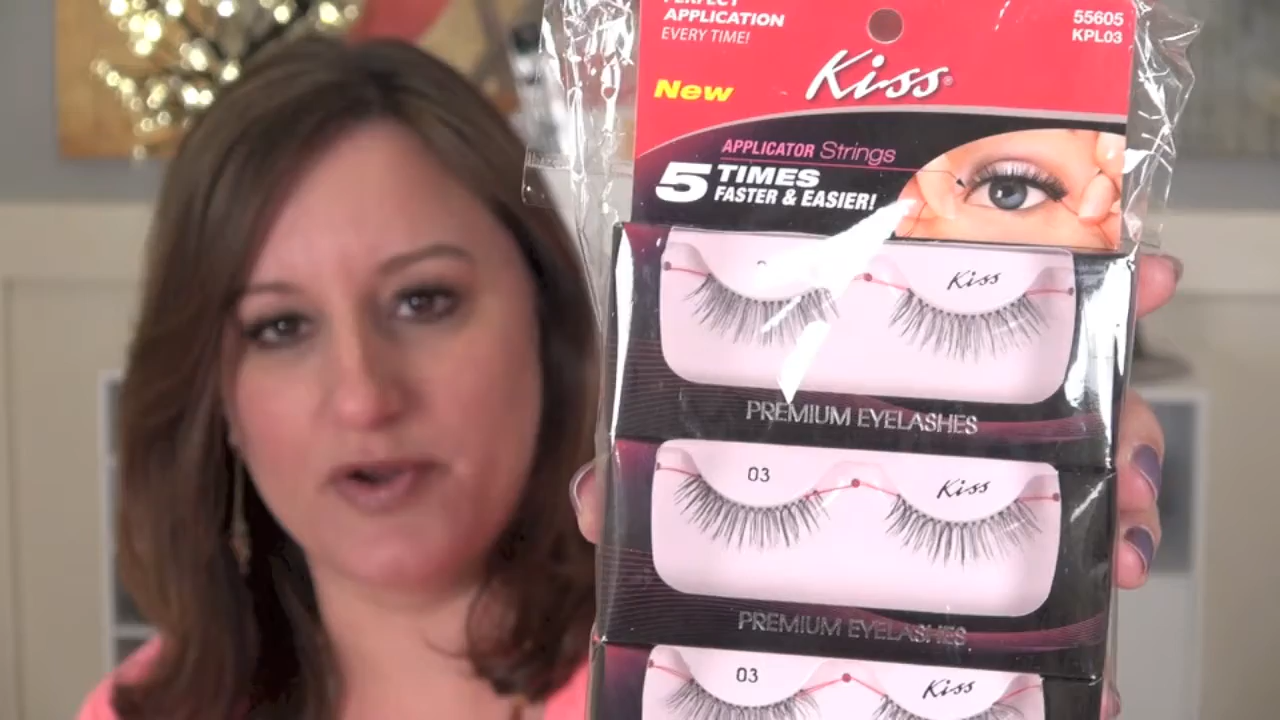 PERFECT
APPLICATION
EVERY TIME!
55605
KPL03
New
Kiss®
APPLICATOR Strings
5 TIMES
FASTER & EASIER!
Kiss
PREMIUM EYELASHES
03
Kiss
PREMIUM EYELASHES
03
Kiss